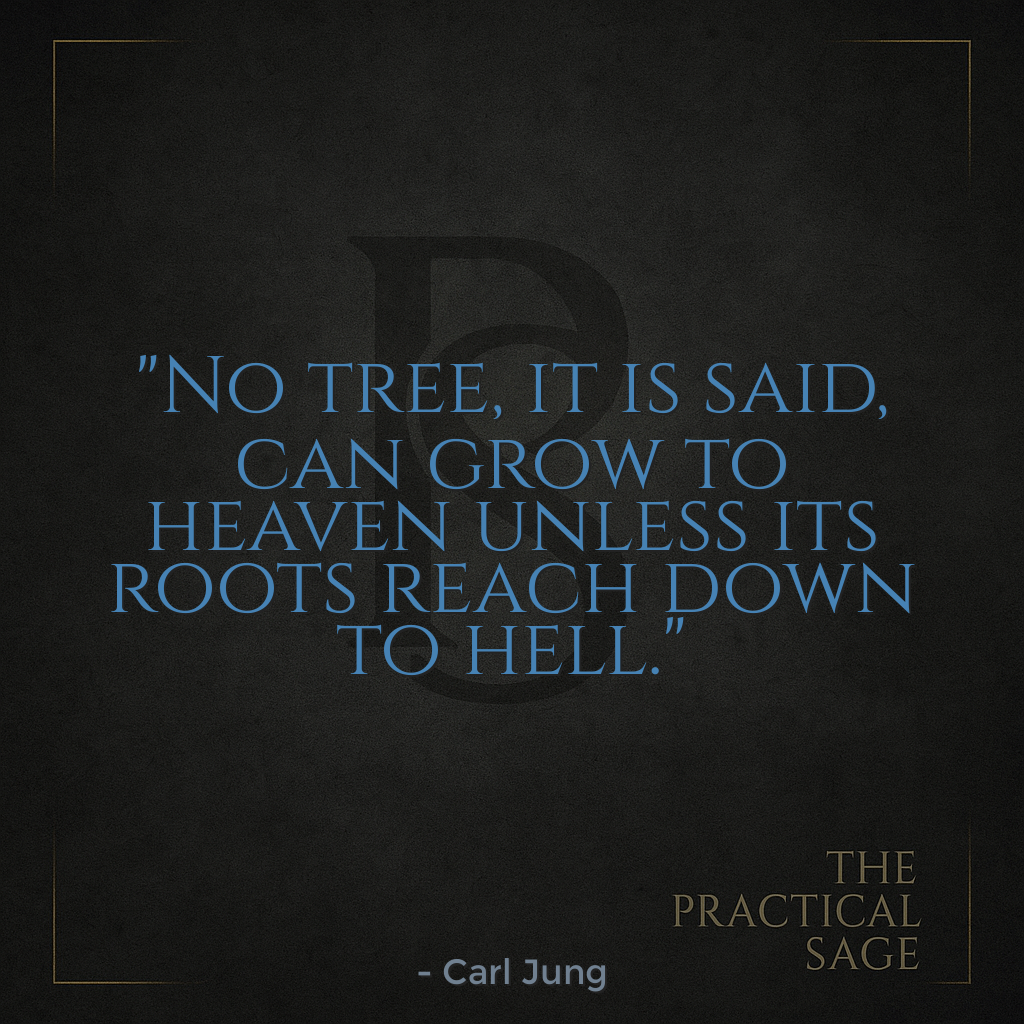 "No tree, it is said,
can grow to
heaven unless its
roots reach down
to hell."
THE
PRACTICAL
SAGE
- Carl Jung